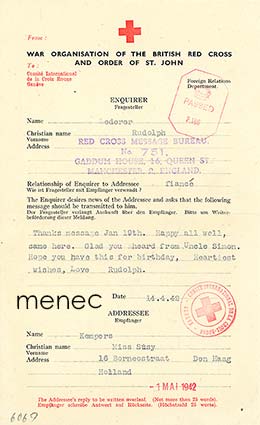 From:
WAR ORGANISATION OF THE BRITISH RED CROSS
AND ORDER OF ST. JOHN
To:
Comité International
de la Croix Rouge
Genève
Foreign Relations
Department.
PASSED
ENQUIRER
Fragesteller
Name
Christian name Rudolph
Vorname
RED CROSS MESSAGE BUREAU.
Address
No 751.
GADDUM HOUSE, 16, QUEEN ST
MANCHESTER 2, ENGLAND.
Relationship of Enquirer to Addressee fiancé
Wie ist Fragesteller mit Empfänger verwandt ?
The Enquirer desires news of the Addressee and asks that the following
message should be transmitted to him.
Der Fragesteller verlangt Auskunft über den Empfänger. Bitte um Weiter-
beförderung dieser Meldung.
Thanks message Jan 19th. Happy all well,
same here. Glad you heard from Uncle Simon.
Hope you have this for birthday, Heartiest
wishes, Love Rudolph.
menec
Date 14.4.42
ADDRESSEE
Empfänger
Name Kempers
Christian name Miss Süsy
Vorname
Address 16 Borneostraat Den Haag
Holland
-1 MAI 1942
The Addressee's reply to be written overleaf. (Not more than 25 words).
Empfänger schreibe Antwort auf Rückseite. (Höchstzahl 25 worte).